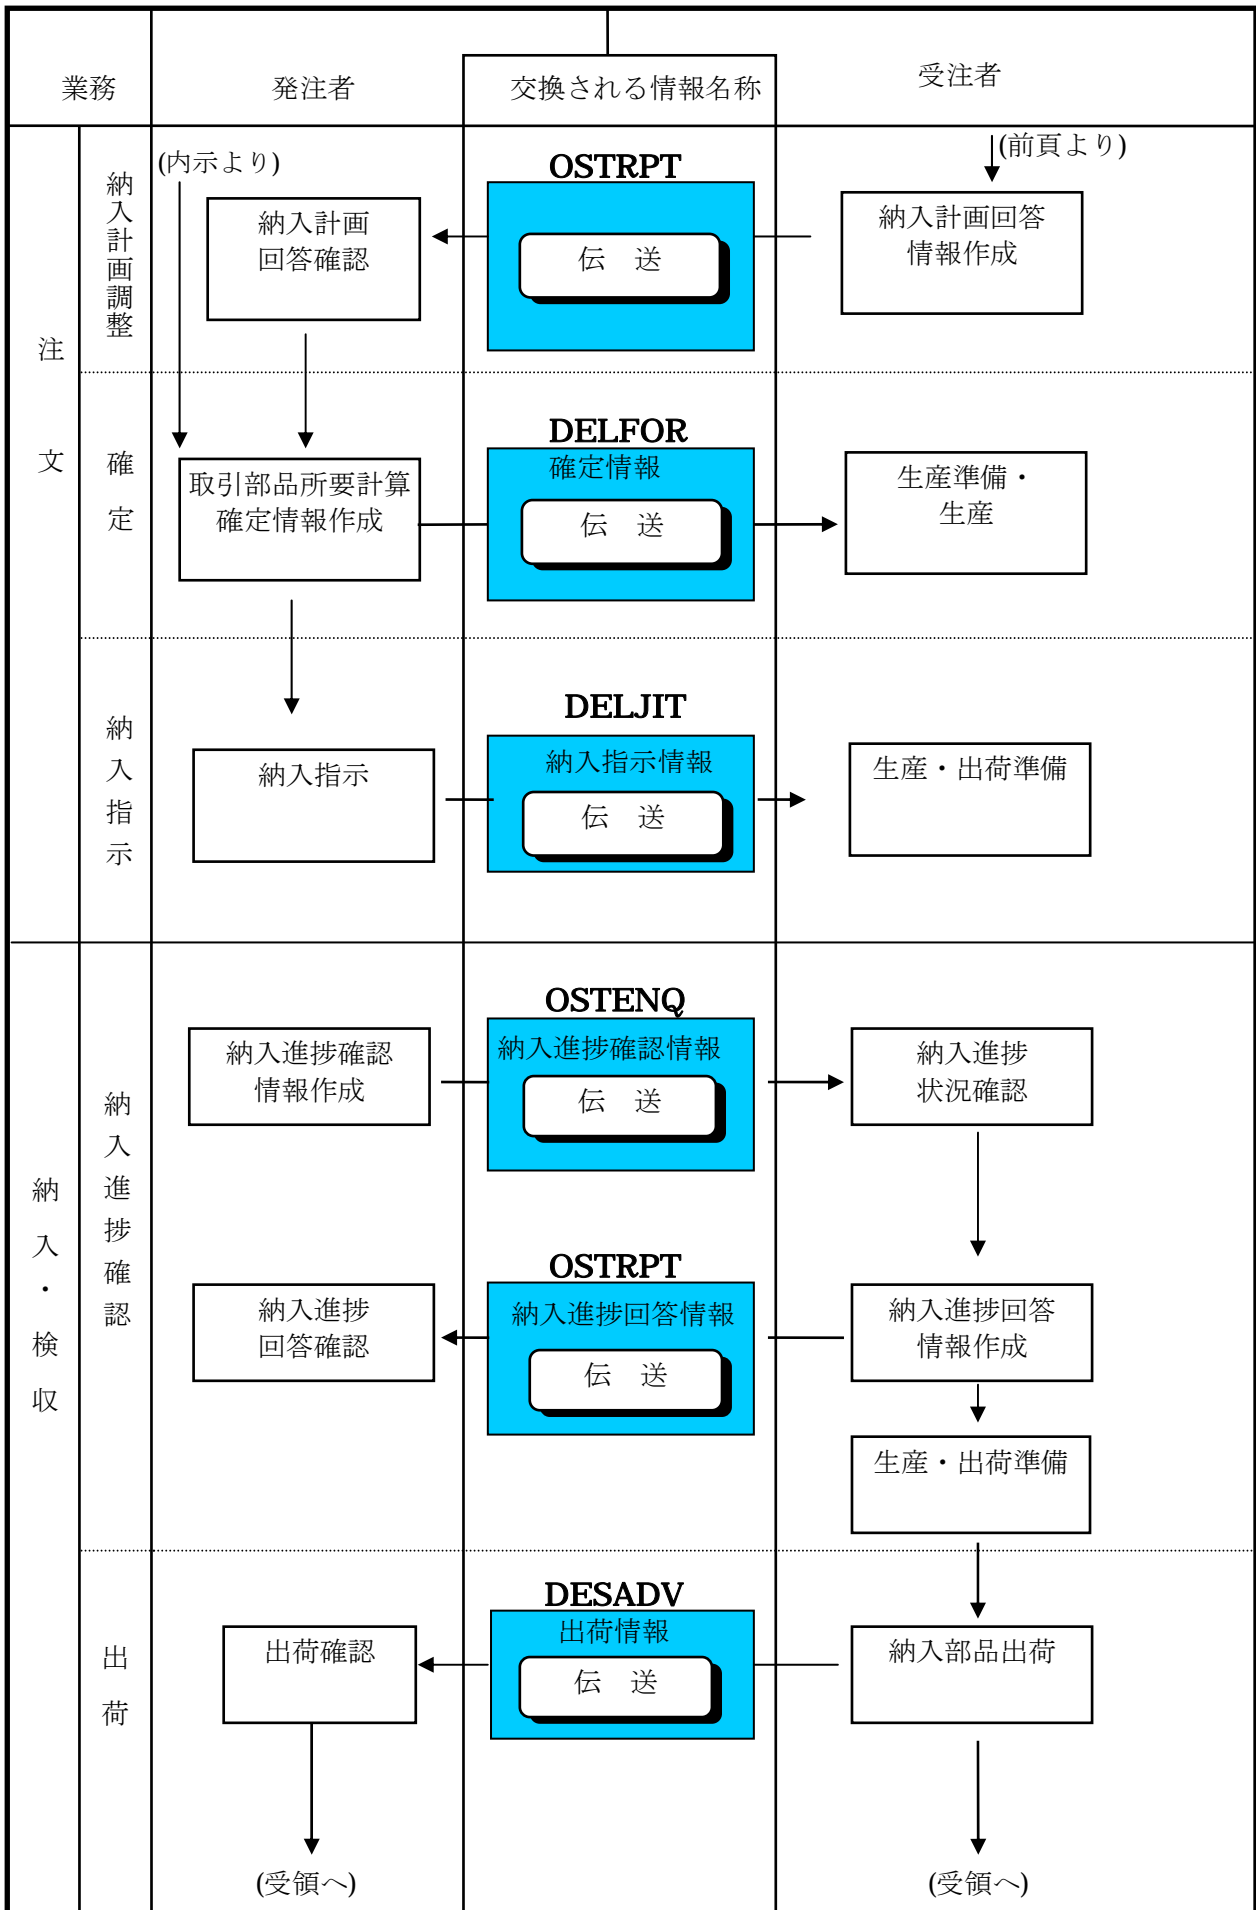 業務
発注者
交換される情報名称
受注者
注文
納入計画調整
(内示より)
(前頁より)
納入計画
回答確認
OSTRPT
伝 送
納入計画回答
情報作成
確定
取引部品所要計算
確定情報作成
DELFOR
確定情報
伝 送
生産準備・
生産
納入指示
納入指示
DELJIT
納入指示情報
伝 送
生産・出荷準備
納入・検収
納入進捗確認
納入進捗確認
情報作成
OSTENQ
納入進捗確認情報
伝 送
納入進捗
状況確認
納入進捗
回答確認
OSTRPT
納入進捗回答情報
伝 送
納入進捗回答
情報作成
生産・出荷準備
出荷
出荷確認
DESADV
出荷情報
伝 送
納入部品出荷
(受領へ)
(受領へ)